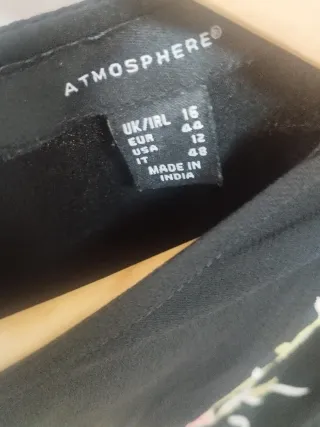 ATMOSPHERE®
UK/IRL 16
EUR 44
USA 12
IT 48
MADE IN
INDIA